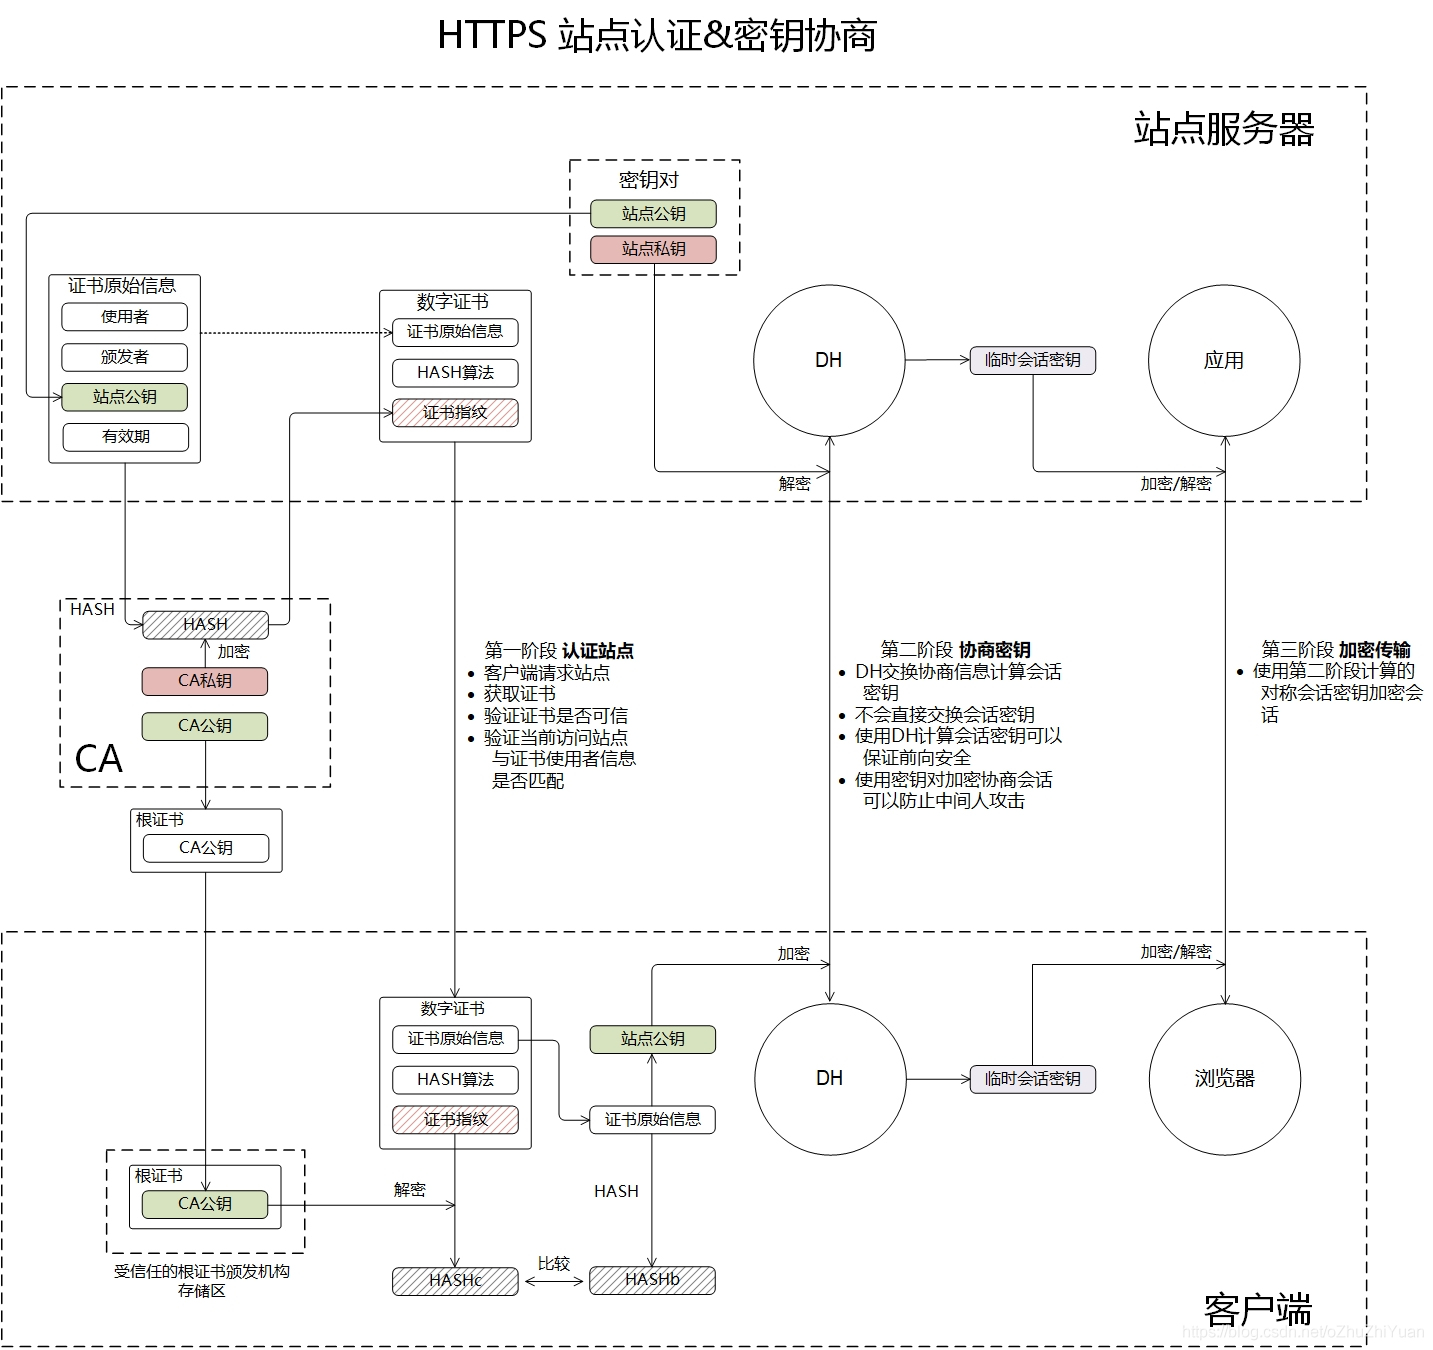 HTTPS 站点认证&密钥协商
站点服务器
密钥对
站点公钥
站点私钥
证书原始信息
使用者
颁发者
站点公钥
有效期
数字证书
证书原始信息
HASH算法
证书指纹
DH
临时会话密钥
应用
解密
加密/解密
HASH
HASH
加密
CA私钥
CA公钥
CA
根证书
CA公钥
第一阶段 认证站点
• 客户端请求站点
• 获取证书
• 验证证书是否可信
• 验证当前访问站点
与证书使用者信息
是否匹配
第二阶段 协商密钥
• DH交换协商信息计算会话
密钥
• 不会直接交换会话密钥
• 使用DH计算会话密钥可以
保证前向安全
• 使用密钥对加密协商会话
可以防止中间人攻击
第三阶段 加密传输
• 使用第二阶段计算的
对称会话密钥加密会
话
加密
加密/解密
数字证书
证书原始信息
HASH算法
证书指纹
站点公钥
证书原始信息
DH
临时会话密钥
浏览器
根证书
CA公钥
解密
HASH
受信任的根证书颁发机构
存储区
HASHc
比较
HASHb
客户端
https://blog.csdn.net/oZhuZhiYuan